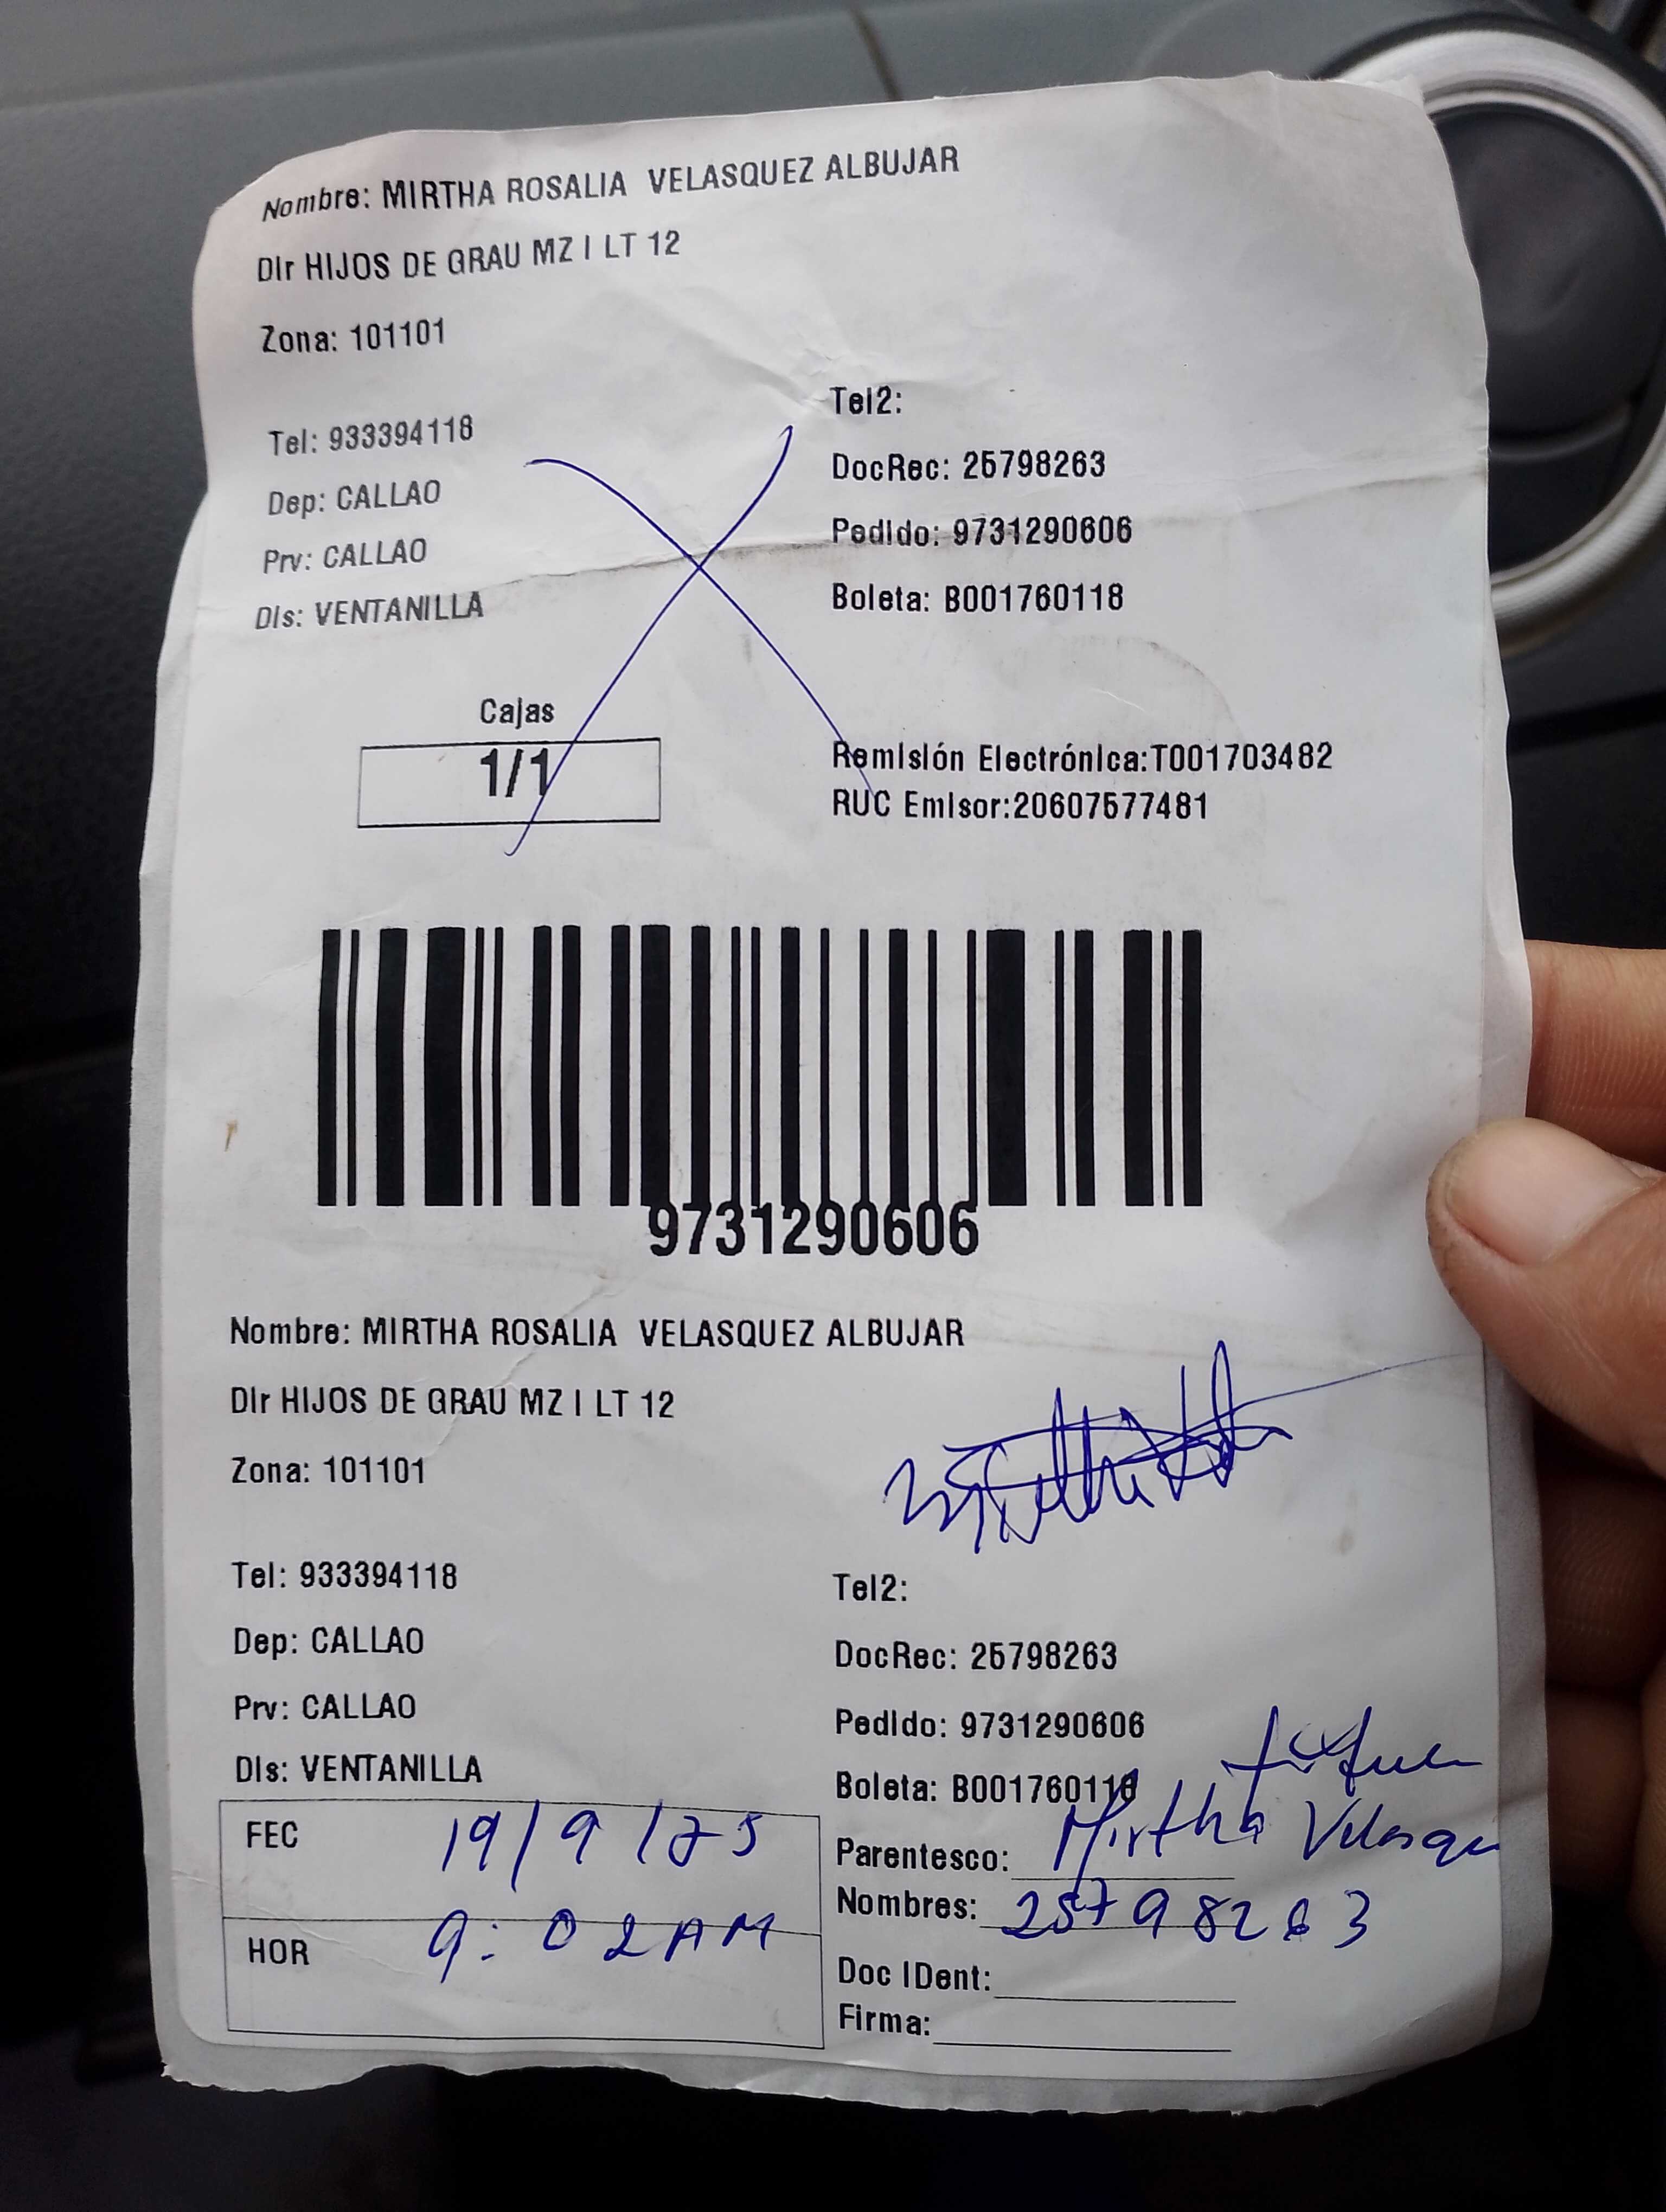 Nombre: MIRTHA ROSALIA VELASQUEZ ALBUJAR
Dir HIJOS DE GRAU MZ I LT 12
Zona: 101101
Tel: 933394118
Tel2:
Dep: CALLAO
DocRec: 25798263
Prv: CALLAO
Pedido: 9731290606
Dis: VENTANILLA
Boleta: B001760118
Cajas
1/1
Remisión Electrónica:T001703482
RUC Emisor:20607577481
9731290606
Nombre: MIRTHA ROSALIA VELASQUEZ ALBUJAR
Dir HIJOS DE GRAU MZ I LT 12
Zona: 101101
Tel: 933394118
Tel2:
Dep: CALLAO
DocRec: 25798263
Prv: CALLAO
Pedido: 9731290606
Dis: VENTANILLA
Boleta: B001760118
FEC 19/9/25
Parentesco: Mirtha
Nombres: 25798263
HOR 9:02 AM
Doc IDent:
Firma: